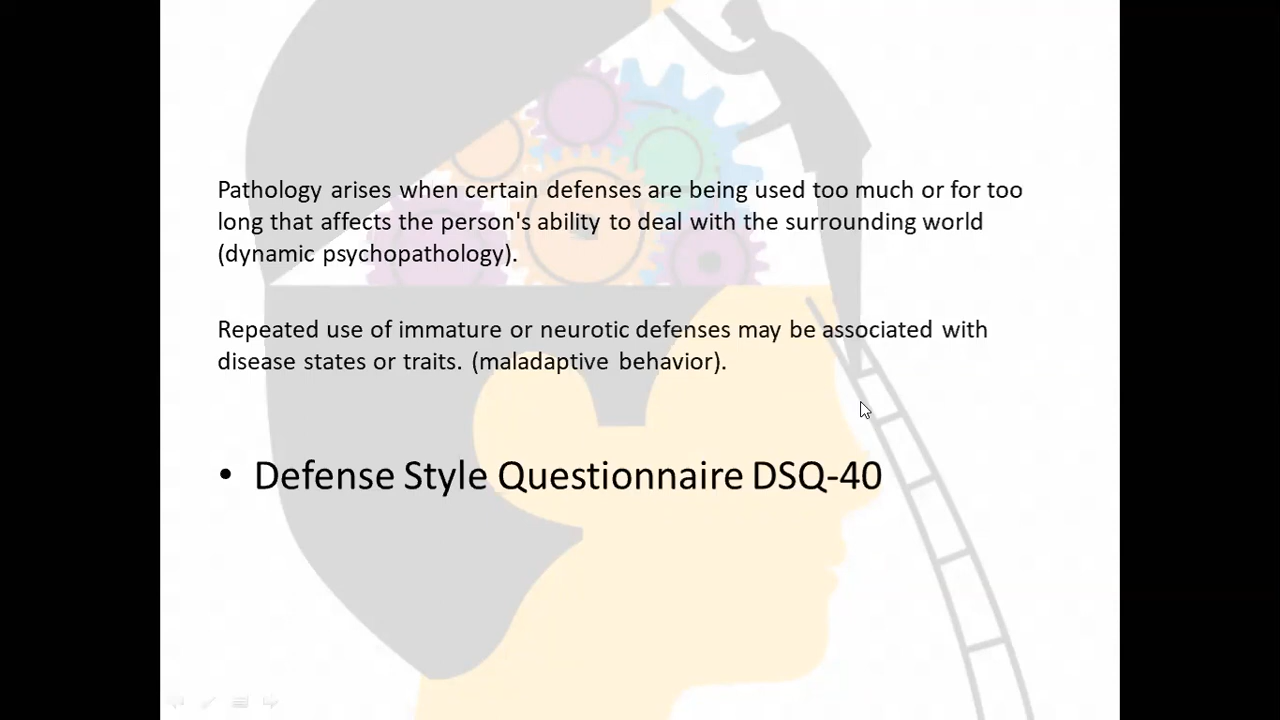 Pathology arises when certain defenses are being used too much or for too
long that affects the person's ability to deal with the surrounding world
(dynamic psychopathology).
Repeated use of immature or neurotic defenses may be associated with
disease states or traits. (maladaptive behavior).
• Defense Style Questionnaire DSQ-40